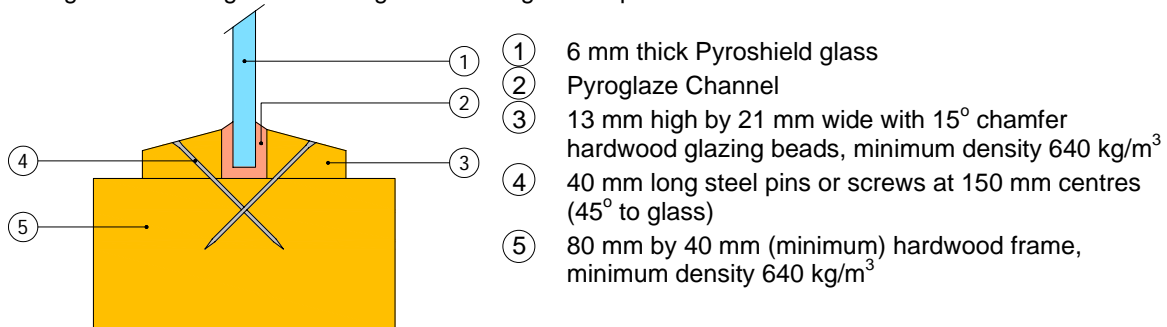 1
2
3
4
5
1 6 mm thick Pyroshield glass
2 Pyroglaze Channel
3 13 mm high by 21 mm wide with 15° chamfer
hardwood glazing beads, minimum density 640 kg/m³
4 40 mm long steel pins or screws at 150 mm centres
(45° to glass)
5 80 mm by 40 mm (minimum) hardwood frame,
minimum density 640 kg/m³